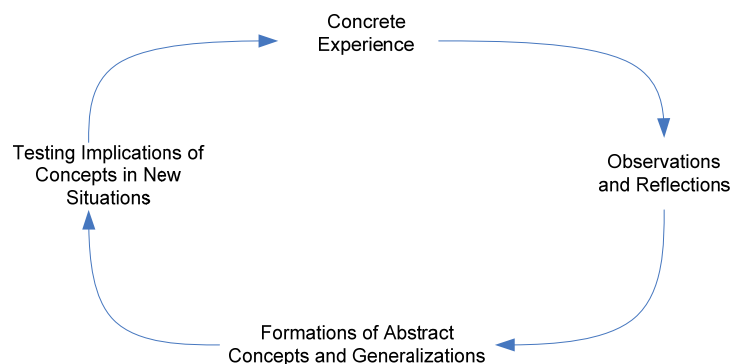 Concrete
Experience
Observations
and Reflections
Formations of Abstract
Concepts and Generalizations
Testing Implications of
Concepts in New
Situations